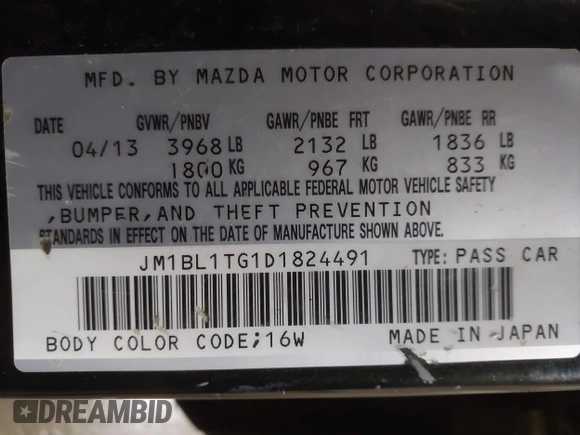 MFD. BY MAZDA MOTOR CORPORATION
DATE GVWR/PNBV GAWR/PNBE FRT GAWR/PNBE RR
04/13 3968 LB 2132 LB 1836 LB
1800 KG 967 KG 833 KG
THIS VEHICLE CONFORMS TO ALL APPLICABLE FEDERAL MOTOR VEHICLE SAFETY
,BUMPER,AND THEFT PREVENTION
STANDARDS IN EFFECT ON THE DATE OF MANUFACTURE SHOWN ABOVE.
JM1BL1TG1D1824491 TYPE: PASS CAR
BODY COLOR CODE;16W MADE IN JAPAN
DREAMBID